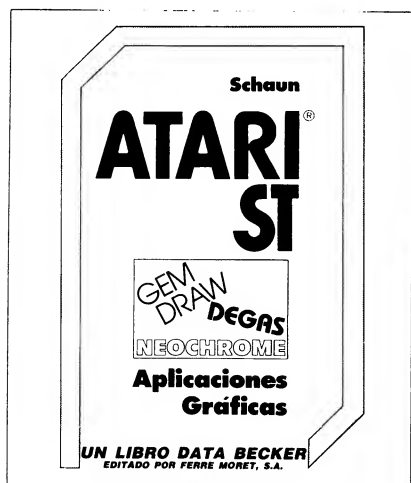 Schaun
ATARI®
ST
GEM
DRAW
DEGAS
NEOCHROME
Aplicaciones
Gráficas
UN LIBRO DATA BECKER
EDITADO POR FERRE MORET, S.A.